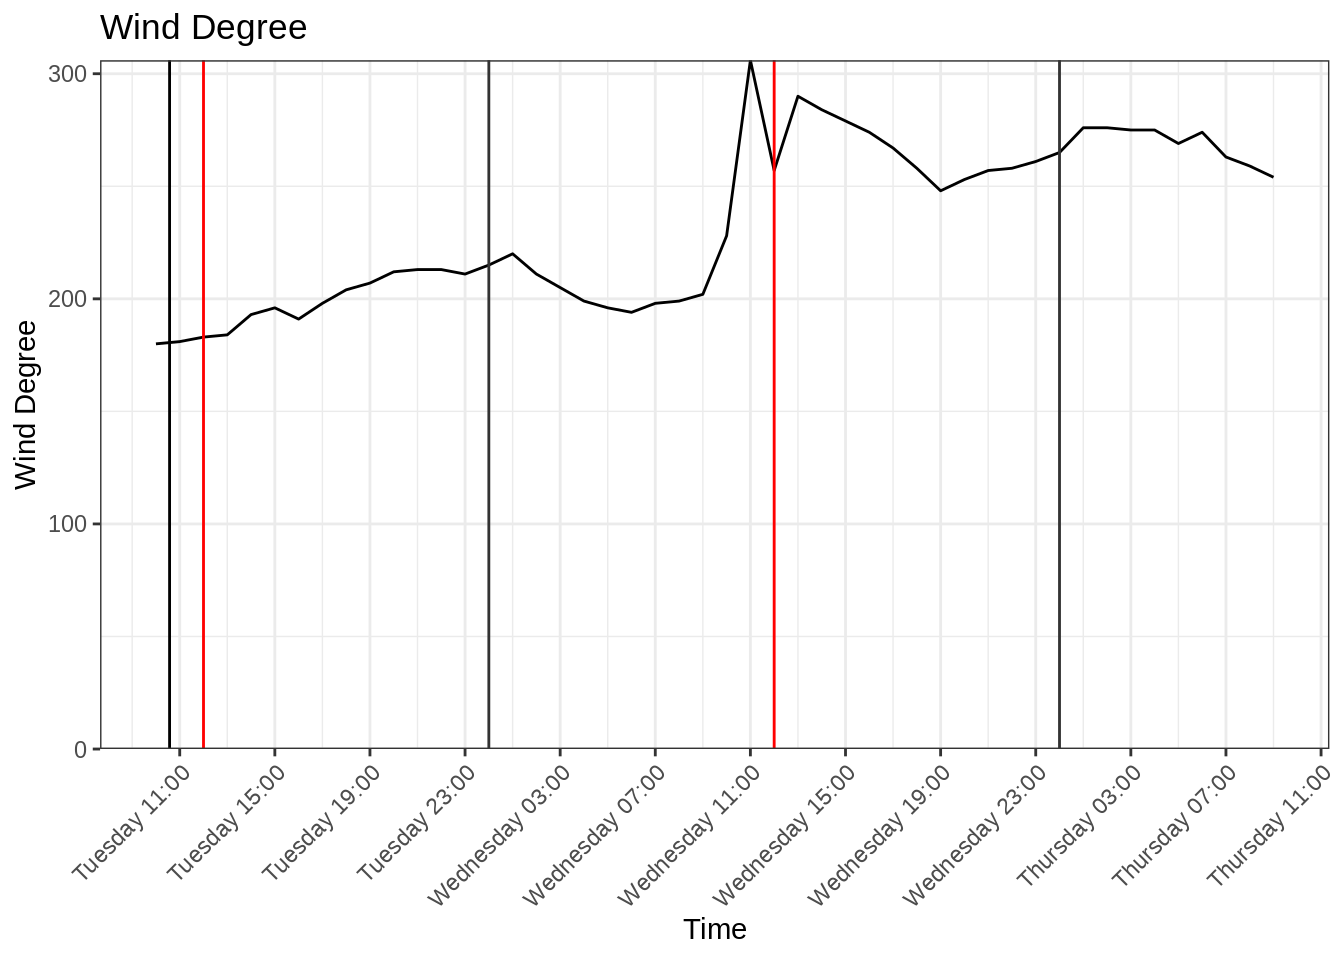 Wind Degree
Wind Degree
300
200
100
0
Tuesday 11:00
Tuesday 15:00
Tuesday 19:00
Tuesday 23:00
Wednesday 03:00
Wednesday 07:00
Wednesday 11:00
Wednesday 15:00
Wednesday 19:00
Wednesday 23:00
Thursday 03:00
Thursday 07:00
Thursday 11:00
Time